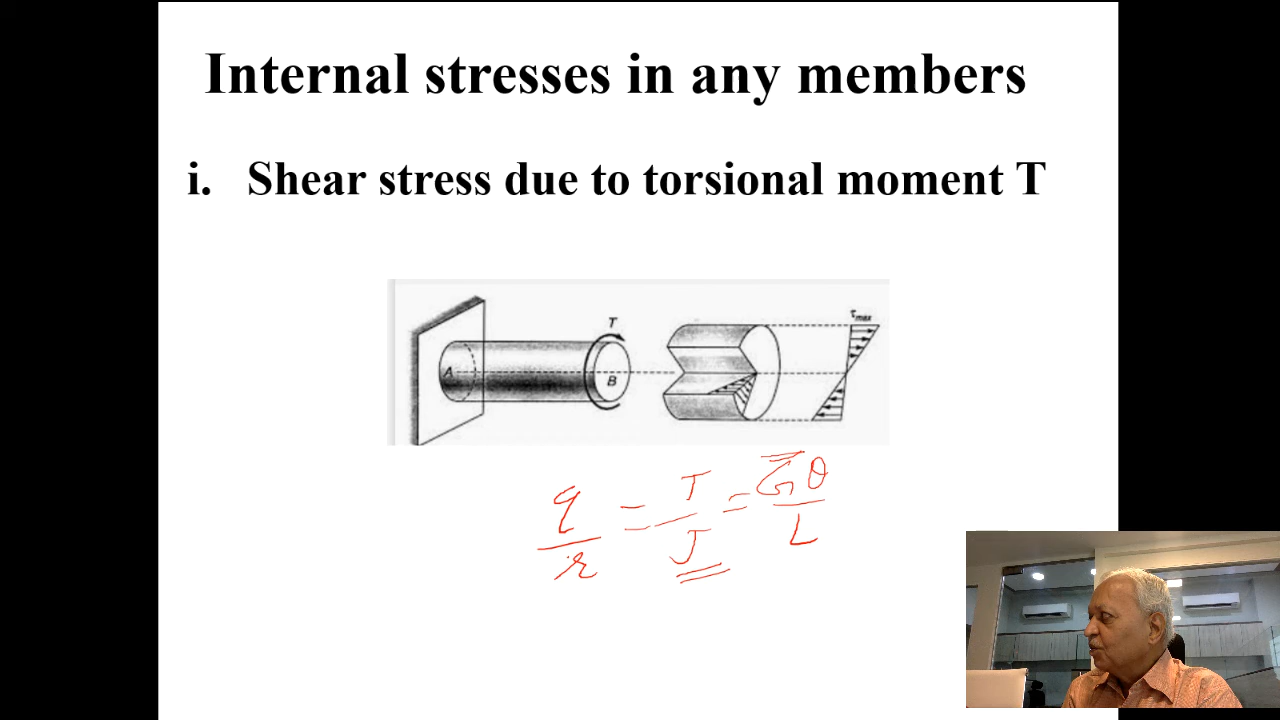 Internal stresses in any members
i. Shear stress due to torsional moment T
T
τmax
A
B
q/r = T/J = Gθ/L